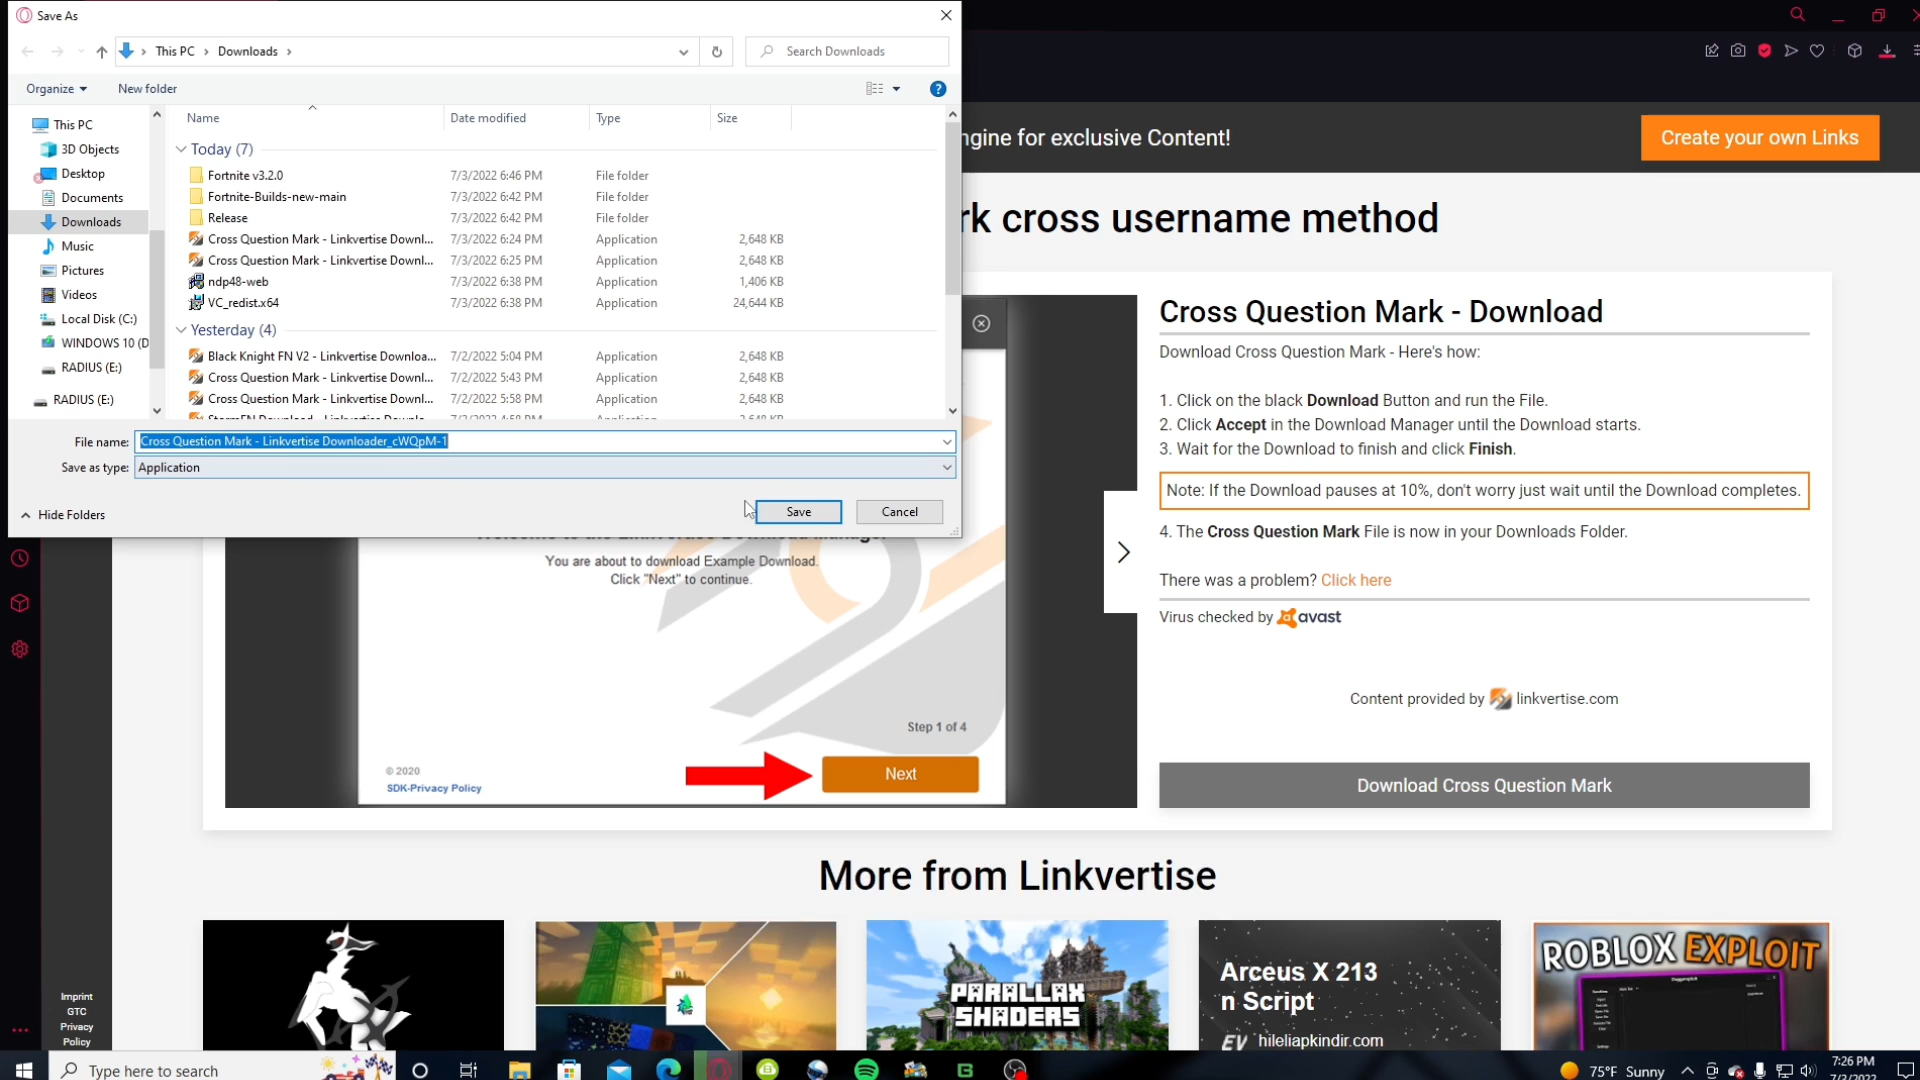 Save As
This PC
Downloads
Search Downloads
Organize
New folder
Name
Date modified
Type
Size
This PC
3D Objects
Desktop
Documents
Downloads
Music
Pictures
Videos
Local Disk (C:)
WINDOWS 10 (D
RADIUS (E:)
RADIUS (E:)
Today (7)
Fortnite v3.2.0 7/3/2022 6:46 PM File folder
Fortnite-Builds-new-main 7/3/2022 6:42 PM File folder
Release 7/3/2022 6:42 PM File folder
Cross Question Mark - Linkvertise Downl... 7/3/2022 6:24 PM Application 2,648 KB
Cross Question Mark - Linkvertise Downl... 7/3/2022 6:25 PM Application 2,648 KB
ndp48-web 7/3/2022 6:38 PM Application 1,406 KB
VC_redist.x64 7/3/2022 6:38 PM Application 24,644 KB
Yesterday (4)
Black Knight FN V2 - Linkvertise Downloa... 7/2/2022 5:04 PM Application 2,648 KB
Cross Question Mark - Linkvertise Downl... 7/2/2022 5:43 PM Application 2,648 KB
Cross Question Mark - Linkvertise Downl... 7/2/2022 5:58 PM Application 2,648 KB
File name: Cross Question Mark - Linkvertise Downloader_cWQpM-1
Save as type: Application
Hide Folders
Save
Cancel
ngine for exclusive Content!
Create your own Links
rk cross username method
You are about to download Example Download.
Click "Next" to continue.
Step 1 of 4
© 2020
SDK-Privacy Policy
Next
Cross Question Mark - Download
Download Cross Question Mark - Here's how:
1. Click on the black Download Button and run the File.
2. Click Accept in the Download Manager until the Download starts.
3. Wait for the Download to finish and click Finish.
Note: If the Download pauses at 10%, don't worry just wait until the Download completes.
4. The Cross Question Mark File is now in your Downloads Folder.
There was a problem? Click here
Virus checked by avast
Content provided by linkvertise.com
Download Cross Question Mark
More from Linkvertise
PARALLAX
SHADERS
Arceus X 213
n Script
EV hileliapkindir.com
ROBLOX EXPLOIT
Imprint
GTC
Privacy
Policy
Type here to search
75°F Sunny
7:26 PM